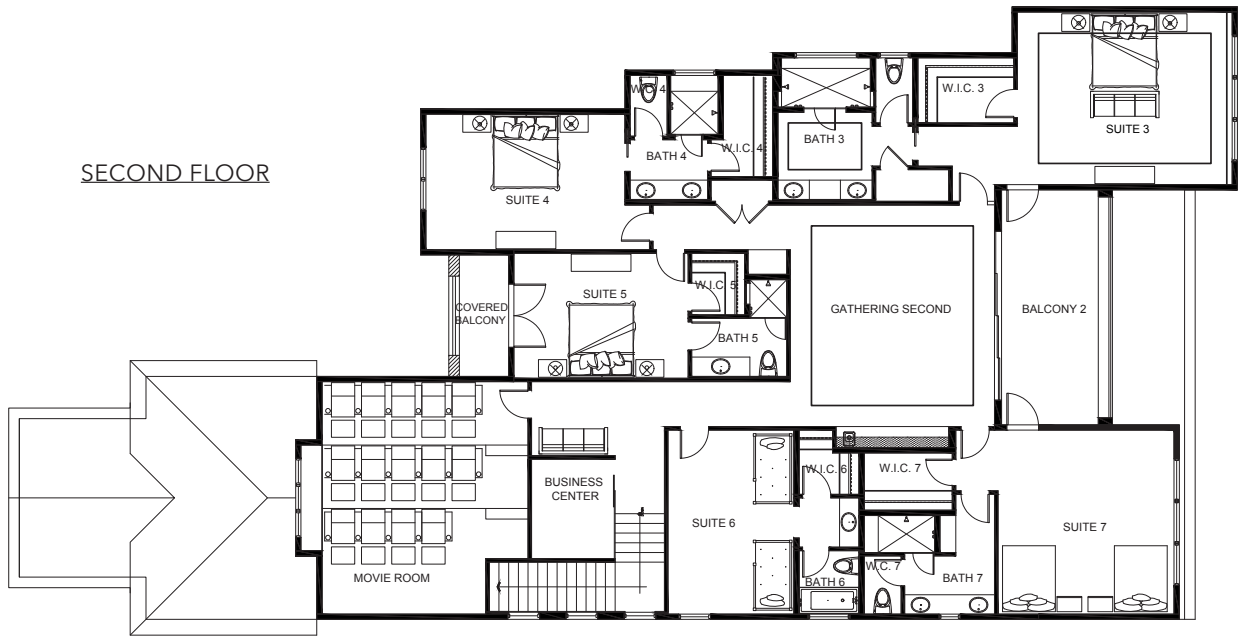 SECOND FLOOR
W.C. 4
BATH 4
W.I.C. 4
BATH 3
W.I.C. 3
SUITE 3
SUITE 4
COVERED
BALCONY
SUITE 5
W.I.C. 5
BATH 5
GATHERING SECOND
BALCONY 2
MOVIE ROOM
BUSINESS
CENTER
SUITE 6
W.I.C. 6
BATH 6
W.I.C. 7
W.C. 7
BATH 7
SUITE 7